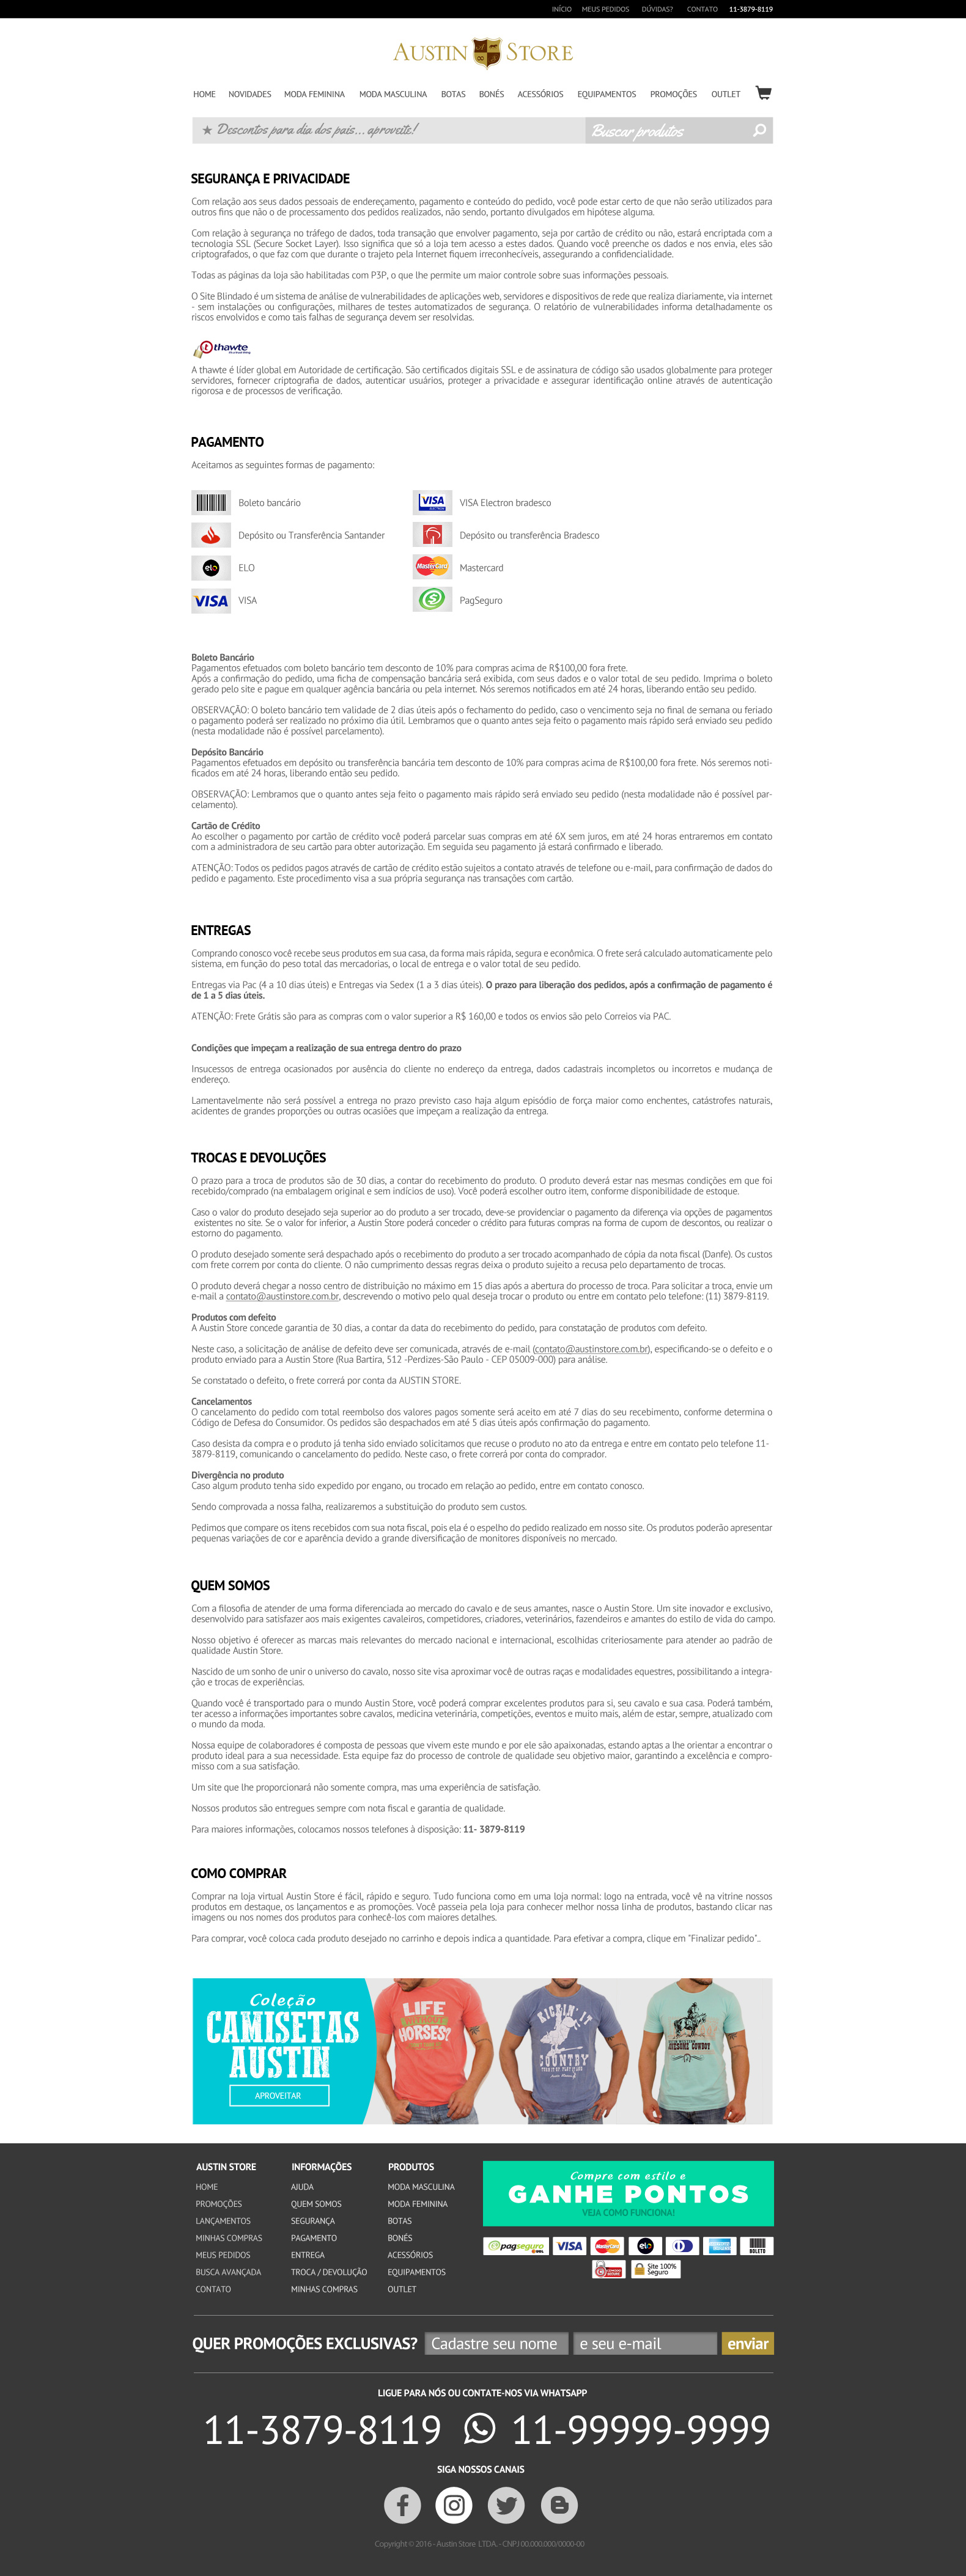 INÍCIO MEUS PEDIDOS DÚVIDAS? CONTATO 11-3879-8119
AUSTIN STORE
HOME NOVIDADES MODA FEMININA MODA MASCULINA BOTAS BONÉS ACESSÓRIOS EQUIPAMENTOS PROMOÇÕES OUTLET
★ Descontos para dia dos pais... aproveite! Buscar produtos
SEGURANÇA E PRIVACIDADE
Com relação aos seus dados pessoais de endereçamento, pagamento e conteúdo do pedido, você pode estar certo de que não serão utilizados para
outros fins que não o de processamento dos pedidos realizados, não sendo, portanto divulgados em hipótese alguma.
Com relação à segurança no tráfego de dados, toda transação que envolver pagamento, seja por cartão de crédito ou não, estará encriptada com a
tecnologia SSL (Secure Socket Layer). Isso significa que só a loja tem acesso a estes dados. Quando você preenche os dados e nos envia, eles são
criptografados, o que faz com que durante o trajeto pela Internet fiquem irreconhecíveis, assegurando a confidencialidade.
Todas as páginas da loja são habilitadas com P3P, o que lhe permite um maior controle sobre suas informações pessoais.
O Site Blindado é um sistema de análise de vulnerabilidades de aplicações web, servidores e dispositivos de rede que realiza diariamente, via internet
- sem instalações ou configurações, milhares de testes automatizados de segurança. O relatório de vulnerabilidades informa detalhadamente os
riscos envolvidos e como tais falhas de segurança devem ser resolvidas.
thawte
A thawte é líder global em Autoridade de certificação. São certificados digitais SSL e de assinatura de código são usados globalmente para proteger
servidores, fornecer criptografia de dados, autenticar usuários, proteger a privacidade e assegurar identificação online através de autenticação
rigorosa e de processos de verificação.
PAGAMENTO
Aceitamos as seguintes formas de pagamento:
Boleto bancário VISA ELECTRON VISA Electron bradesco
Depósito ou Transferência Santander Depósito ou transferência Bradesco
elo ELO MasterCard Mastercard
VISA VISA PagSeguro
Boleto Bancário
Pagamentos efetuados com boleto bancário tem desconto de 10% para compras acima de R$100,00 fora frete.
Após a confirmação do pedido, uma ficha de compensação bancária será exibida, com seus dados e o valor total de seu pedido. Imprima o boleto
gerado pelo site e pague em qualquer agência bancária ou pela internet. Nós seremos notificados em até 24 horas, liberando então seu pedido.
OBSERVAÇÃO: O boleto bancário tem validade de 2 dias úteis após o fechamento do pedido, caso o vencimento seja no final de semana ou feriado
o pagamento poderá ser realizado no próximo dia útil. Lembramos que o quanto antes seja feito o pagamento mais rápido será enviado seu pedido
(nesta modalidade não é possível parcelamento).
Depósito Bancário
Pagamentos efetuados em depósito ou transferência bancária tem desconto de 10% para compras acima de R$100,00 fora frete. Nós seremos noti-
ficados em até 24 horas, liberando então seu pedido.
OBSERVAÇÃO: Lembramos que o quanto antes seja feito o pagamento mais rápido será enviado seu pedido (nesta modalidade não é possível par-
celamento).
Cartão de Crédito
Ao escolher o pagamento por cartão de crédito você poderá parcelar suas compras em até 6X sem juros, em até 24 horas entraremos em contato
com a administradora de seu cartão para obter autorização. Em seguida seu pagamento já estará confirmado e liberado.
ATENÇÃO: Todos os pedidos pagos através de cartão de crédito estão sujeitos a contato através de telefone ou e-mail, para confirmação de dados do
pedido e pagamento. Este procedimento visa a sua própria segurança nas transações com cartão.
ENTREGAS
Comprando conosco você recebe seus produtos em sua casa, da forma mais rápida, segura e econômica. O frete será calculado automaticamente pelo
sistema, em função do peso total das mercadorias, o local de entrega e o valor total de seu pedido.
Entregas via Pac (4 a 10 dias úteis) e Entregas via Sedex (1 a 3 dias úteis). O prazo para liberação dos pedidos, após a confirmação de pagamento é
de 1 a 5 dias úteis.
ATENÇÃO: Frete Grátis são para as compras com o valor superior a R$ 160,00 e todos os envios são pelo Correios via PAC.
Condições que impeçam a realização de sua entrega dentro do prazo
Insucessos de entrega ocasionados por ausência do cliente no endereço da entrega, dados cadastrais incompletos ou incorretos e mudança de
endereço.
Lamentavelmente não será possível a entrega no prazo previsto caso haja algum episódio de força maior como enchentes, catástrofes naturais,
acidentes de grandes proporções ou outras ocasiões que impeçam a realização da entrega.
TROCAS E DEVOLUÇÕES
O prazo para a troca de produtos são de 30 dias, a contar do recebimento do produto. O produto deverá estar nas mesmas condições em que foi
recebido/comprado (na embalagem original e sem indícios de uso). Você poderá escolher outro item, conforme disponibilidade de estoque.
Caso o valor do produto desejado seja superior ao do produto a ser trocado, deve-se providenciar o pagamento da diferença via opções de pagamentos
existentes no site. Se o valor for inferior, a Austin Store poderá conceder o crédito para futuras compras na forma de cupom de descontos, ou realizar o
estorno do pagamento.
O produto desejado somente será despachado após o recebimento do produto a ser trocado acompanhado de cópia da nota fiscal (Danfe). Os custos
com frete correm por conta do cliente. O não cumprimento dessas regras deixa o produto sujeito a recusa pelo departamento de trocas.
O produto deverá chegar a nosso centro de distribuição no máximo em 15 dias após a abertura do processo de troca. Para solicitar a troca, envie um
e-mail a contato@austinstore.com.br, descrevendo o motivo pelo qual deseja trocar o produto ou entre em contato pelo telefone: (11) 3879-8119.
Produtos com defeito
A Austin Store concede garantia de 30 dias, a contar da data do recebimento do pedido, para constatação de produtos com defeito.
Neste caso, a solicitação de análise de defeito deve ser comunicada, através de e-mail (contato@austinstore.com.br), especificando-se o defeito e o
produto enviado para a Austin Store (Rua Bartira, 512 -Perdizes-São Paulo - CEP 05009-000) para análise.
Se constatado o defeito, o frete correrá por conta da AUSTIN STORE.
Cancelamentos
O cancelamento do pedido com total reembolso dos valores pagos somente será aceito em até 7 dias do seu recebimento, conforme determina o
Código de Defesa do Consumidor. Os pedidos são despachados em até 5 dias úteis após confirmação do pagamento.
Caso desista da compra e o produto já tenha sido enviado solicitamos que recuse o produto no ato da entrega e entre em contato pelo telefone 11-
3879-8119, comunicando o cancelamento do pedido. Neste caso, o frete correrá por conta do comprador.
Divergência no produto
Caso algum produto tenha sido expedido por engano, ou trocado em relação ao pedido, entre em contato conosco.
Sendo comprovada a nossa falha, realizaremos a substituição do produto sem custos.
Pedimos que compare os itens recebidos com sua nota fiscal, pois ela é o espelho do pedido realizado em nosso site. Os produtos poderão apresentar
pequenas variações de cor e aparência devido a grande diversificação de monitores disponíveis no mercado.
QUEM SOMOS
Com a filosofia de atender de uma forma diferenciada ao mercado do cavalo e de seus amantes, nasce o Austin Store. Um site inovador e exclusivo,
desenvolvido para satisfazer aos mais exigentes cavaleiros, competidores, criadores, veterinários, fazendeiros e amantes do estilo de vida do campo.
Nosso objetivo é oferecer as marcas mais relevantes do mercado nacional e internacional, escolhidas criteriosamente para atender ao padrão de
qualidade Austin Store.
Nascido de um sonho de unir o universo do cavalo, nosso site visa aproximar você de outras raças e modalidades equestres, possibilitando a integra-
ção e trocas de experiências.
Quando você é transportado para o mundo Austin Store, você poderá comprar excelentes produtos para si, seu cavalo e sua casa. Poderá também,
ter acesso a informações importantes sobre cavalos, medicina veterinária, competições, eventos e muito mais, além de estar, sempre, atualizado com
o mundo da moda.
Nossa equipe de colaboradores é composta de pessoas que vivem este mundo e por ele são apaixonadas, estando aptas a lhe orientar a encontrar o
produto ideal para a sua necessidade. Esta equipe faz do processo de controle de qualidade seu objetivo maior, garantindo a excelência e compro-
misso com a sua satisfação.
Um site que lhe proporcionará não somente compra, mas uma experiência de satisfação.
Nossos produtos são entregues sempre com nota fiscal e garantia de qualidade.
Para maiores informações, colocamos nossos telefones à disposição: 11- 3879-8119
COMO COMPRAR
Comprar na loja virtual Austin Store é fácil, rápido e seguro. Tudo funciona como em uma loja normal: logo na entrada, você vê na vitrine nossos
produtos em destaque, os lançamentos e as promoções. Você passeia pela loja para conhecer melhor nossa linha de produtos, bastando clicar nas
imagens ou nos nomes dos produtos para conhecê-los com maiores detalhes.
Para comprar, você coloca cada produto desejado no carrinho e depois indica a quantidade. Para efetivar a compra, clique em "Finalizar pedido"..
Coleção
CAMISETAS
AUSTIN
APROVEITAR
LIFE
HORSES?
KICKIN' IT
COUNTRY
AWESOME COWBOY
AUSTIN STORE INFORMAÇÕES PRODUTOS
HOME AJUDA MODA MASCULINA
PROMOÇÕES QUEM SOMOS MODA FEMININA
LANÇAMENTOS SEGURANÇA BOTAS
MINHAS COMPRAS PAGAMENTO BONÉS
MEUS PEDIDOS ENTREGA ACESSÓRIOS
BUSCA AVANÇADA TROCA / DEVOLUÇÃO EQUIPAMENTOS
CONTATO MINHAS COMPRAS OUTLET
Compre com estilo e
GANHE PONTOS
VEJA COMO FUNCIONA!
pagseguro VISA MasterCard elo BOLETO
Site 100%
Seguro
QUER PROMOÇÕES EXCLUSIVAS? Cadastre seu nome e seu e-mail enviar
LIGUE PARA NÓS OU CONTATE-NOS VIA WHATSAPP
11-3879-8119 11-99999-9999
SIGA NOSSOS CANAIS
Copyright © 2016 - Austin Store LTDA. - CNPJ 00.000.000/0000-00